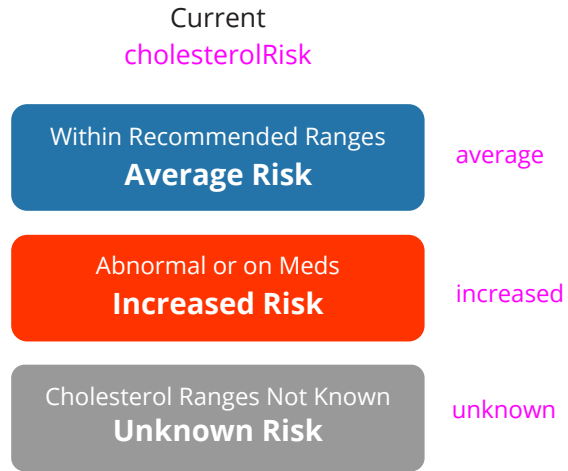 Current
cholesterolRisk
Within Recommended Ranges
Average Risk
average
Abnormal or on Meds
Increased Risk
increased
Cholesterol Ranges Not Known
Unknown Risk
unknown